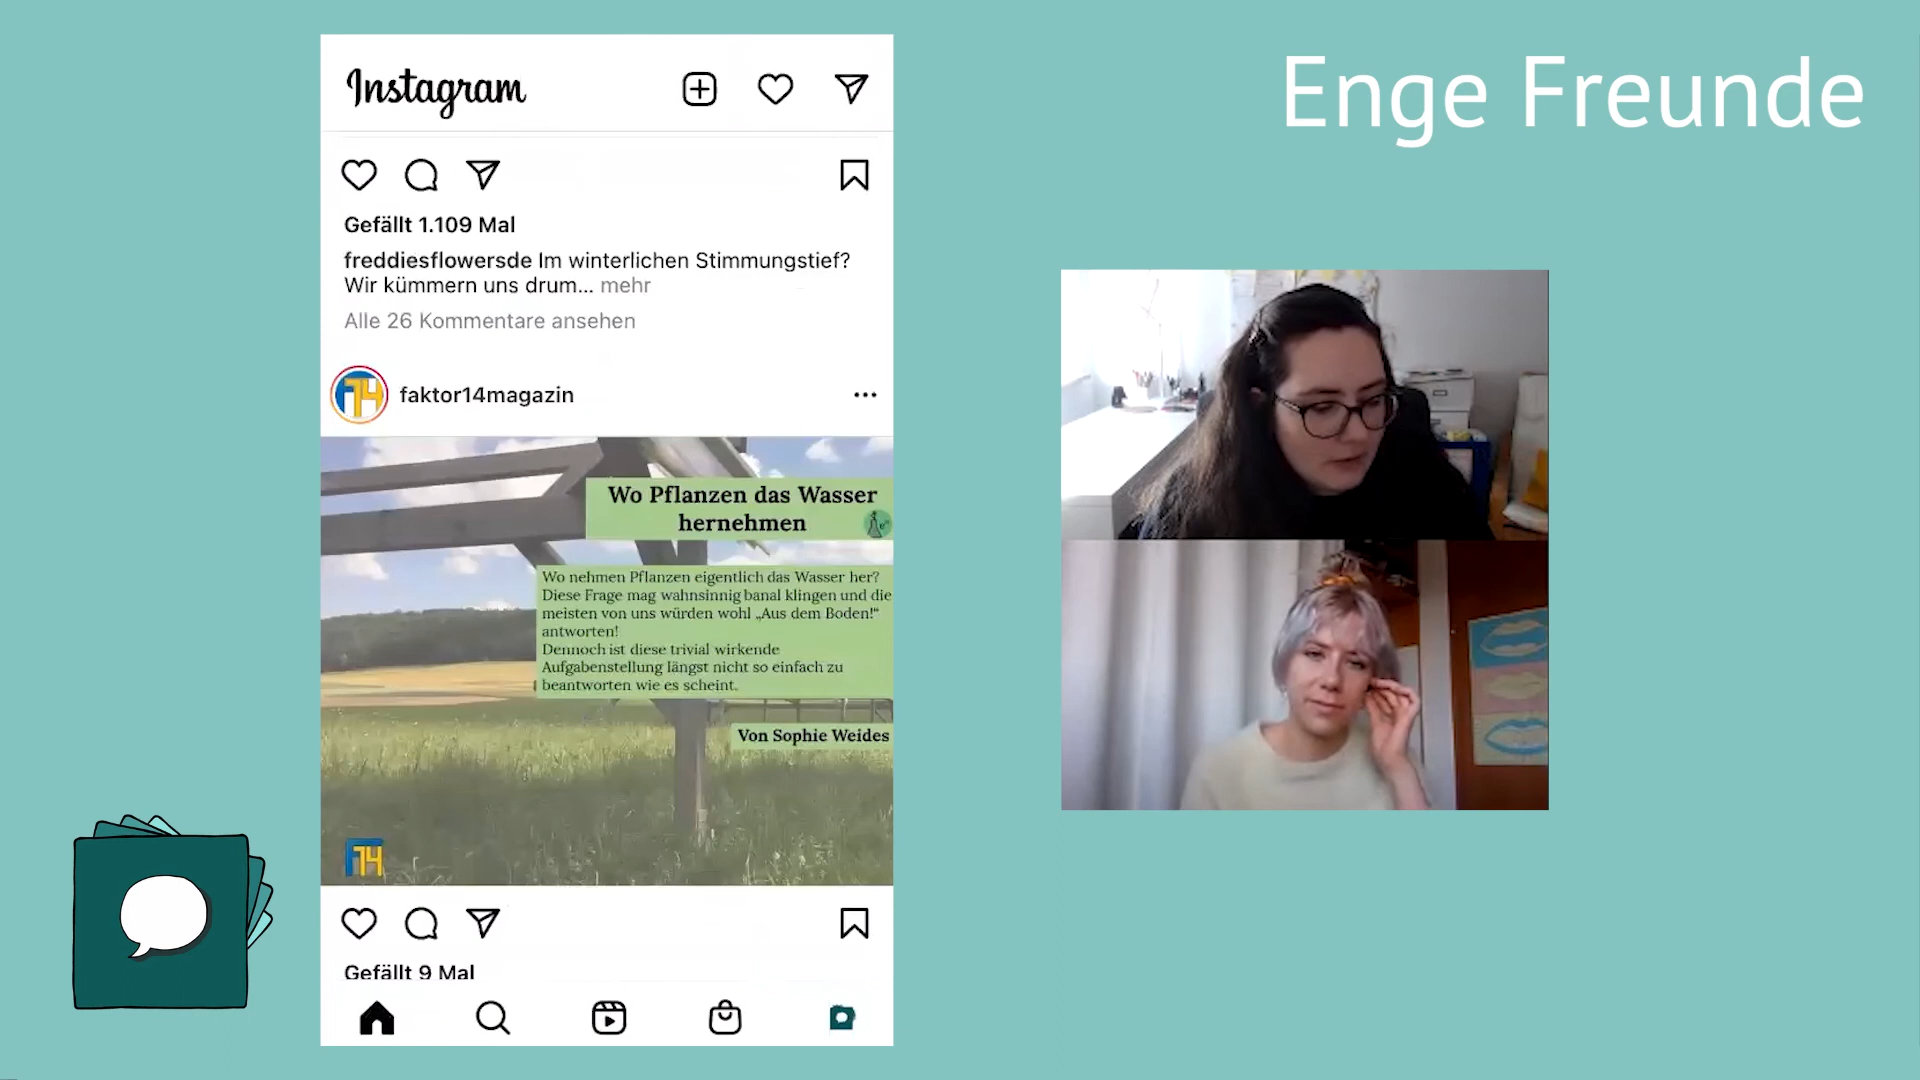 Enge Freunde
Instagram
Gefällt 1.109 Mal
freddiesflowersde Im winterlichen Stimmungstief?
Wir kümmern uns drum... mehr
Alle 26 Kommentare ansehen
F14
faktor14magazin
Wo Pflanzen das Wasser
hernehmen
Wo nehmen Pflanzen eigentlich das Wasser her?
Diese Frage mag wahnsinnig banal klingen und die
meisten von uns würden wohl „Aus dem Boden!“
antworten!
Dennoch ist diese trivial wirkende
Aufgabenstellung längst nicht so einfach zu
beantworten wie es scheint.
Von Sophie Weides
F14
Gefällt 9 Mal